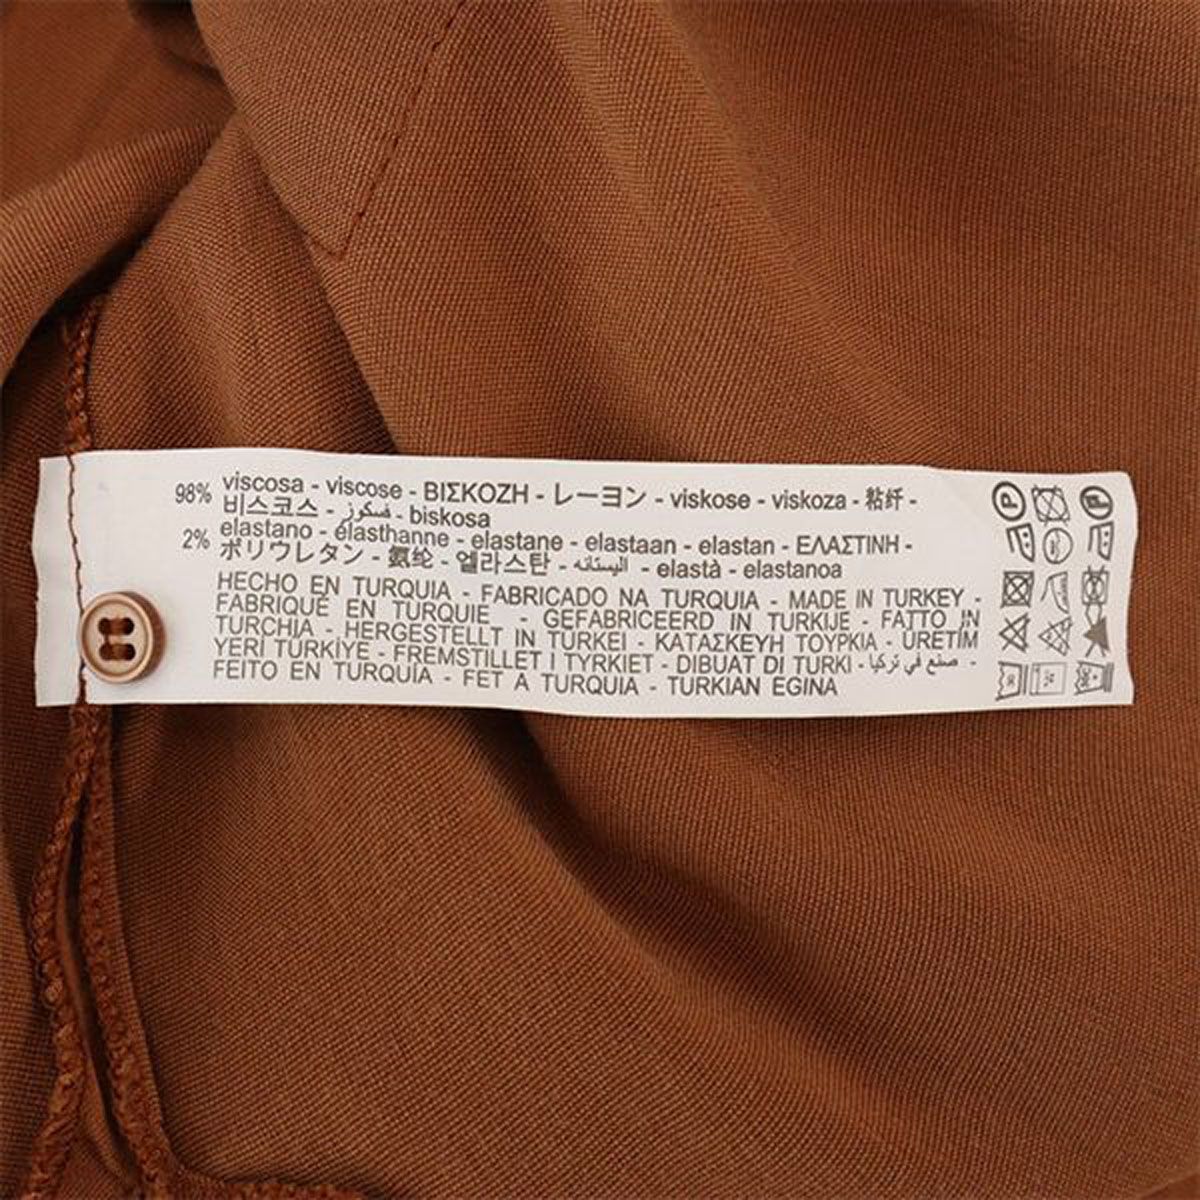 98% viscosa - viscose - ΒΙΣΚΟΖΗ - レーヨン - viskose - viskoza - 粘纤 -
비스코스 - فسكوز - biskosa
2% elastano - élasthanne - elastane - elastaan - elastan - ΕΛΑΣΤΙΝΗ -
ポリウレタン - 氨纶 - 엘라스탄 - اليستانه - elastà - elastanoa
HECHO EN TURQUIA - FABRICADO NA TURQUIA - MADE IN TURKEY -
FABRIQUÉ EN TURQUIE - GEFABRICEERD IN TURKIJE - FATTO IN
TURCHIA - HERGESTELLT IN TÜRKEI - ΚΑΤΑΣΚΕΥΗ ΤΟΥΡΚΙΑ - ÜRETİM
YERİ TÜRKİYE - FREMSTILLET I TYRKIET - DIBUAT DI TURKI - صنع في تركيا -
FEITO EN TURQUÍA - FET A TURQUIA - TURKIAN EGINA
P P